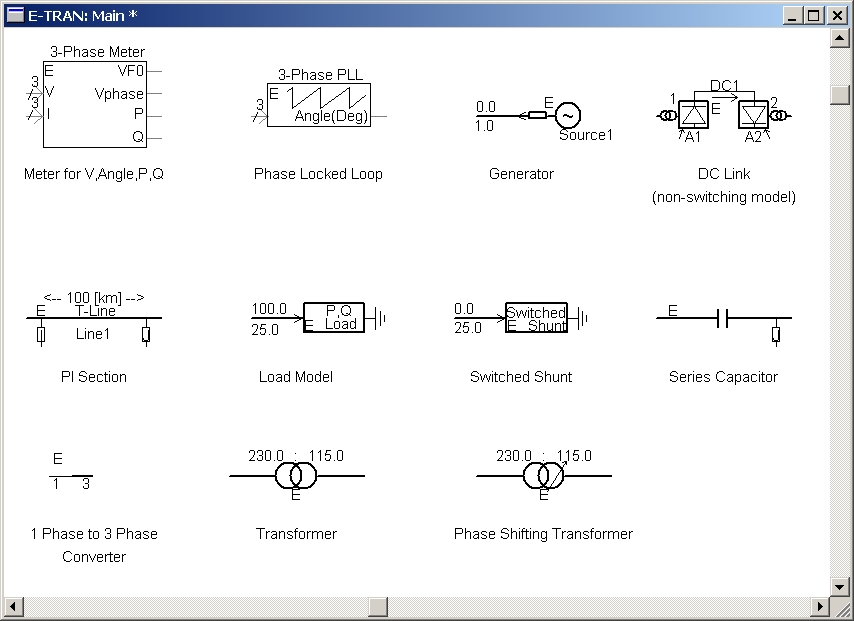 E-TRAN: Main *
3-Phase Meter
E VF0
3
V Vphase
3
I P
Q
Meter for V,Angle,P,Q
3-Phase PLL
E
3
Angle(Deg)
Phase Locked Loop
0.0 E
1.0
Source1
Generator
DC1
1 E 2
A1 A2
DC Link
(non-switching model)
<-- 100 [km] -->
E T-Line
Line1
PI Section
100.0 P,Q
25.0 E Load
Load Model
0.0 Switched
25.0 E Shunt
Switched Shunt
E
Series Capacitor
E
1 3
1 Phase to 3 Phase
Converter
230.0 : 115.0
E
Transformer
230.0 : 115.0
E
Phase Shifting Transformer